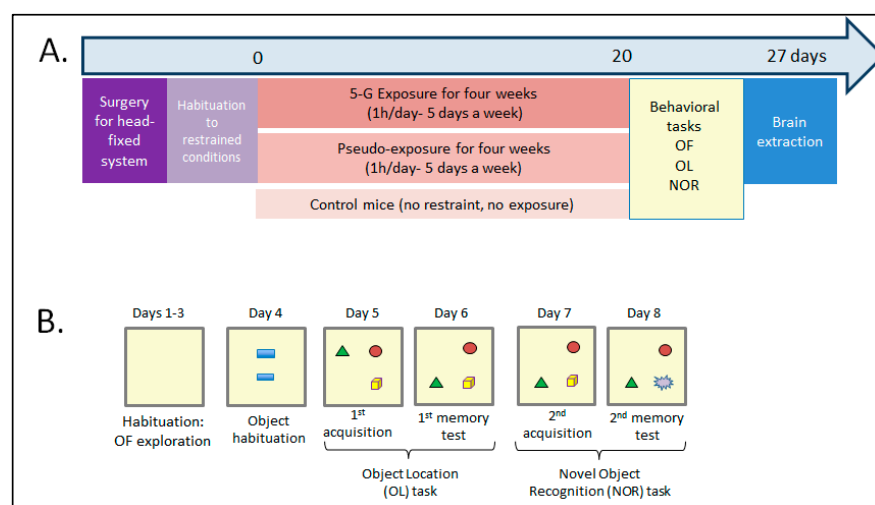 A.
0
20
27 days
Surgery
for head-
fixed
system
Habituation
to
restrained
conditions
5-G Exposure for four weeks
(1h/day- 5 days a week)
Pseudo-exposure for four weeks
(1h/day- 5 days a week)
Control mice (no restraint, no exposure)
Behavioral
tasks
OF
OL
NOR
Brain
extraction
B.
Days 1-3
Day 4
Day 5
Day 6
Day 7
Day 8
Habituation:
OF exploration
Object
habituation
1st
acquisition
1st memory
test
2nd
acquisition
2nd memory
test
Object Location
(OL) task
Novel Object
Recognition (NOR) task